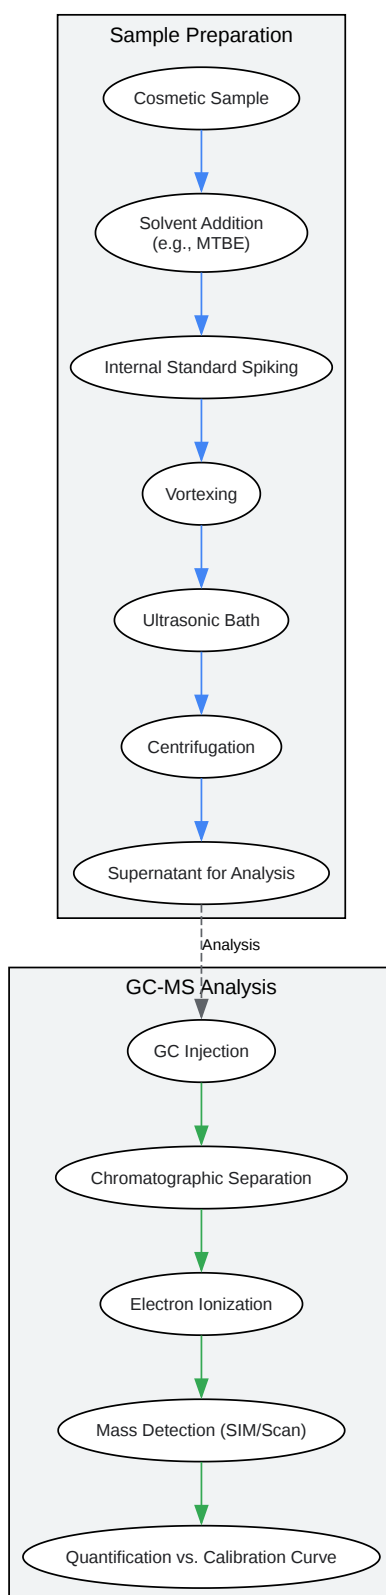 Sample Preparation
Cosmetic Sample
Solvent Addition
(e.g., MTBE)
Internal Standard Spiking
Vortexing
Ultrasonic Bath
Centrifugation
Supernatant for Analysis
Analysis
GC-MS Analysis
GC Injection
Chromatographic Separation
Electron Ionization
Mass Detection (SIM/Scan)
Quantification vs. Calibration Curve